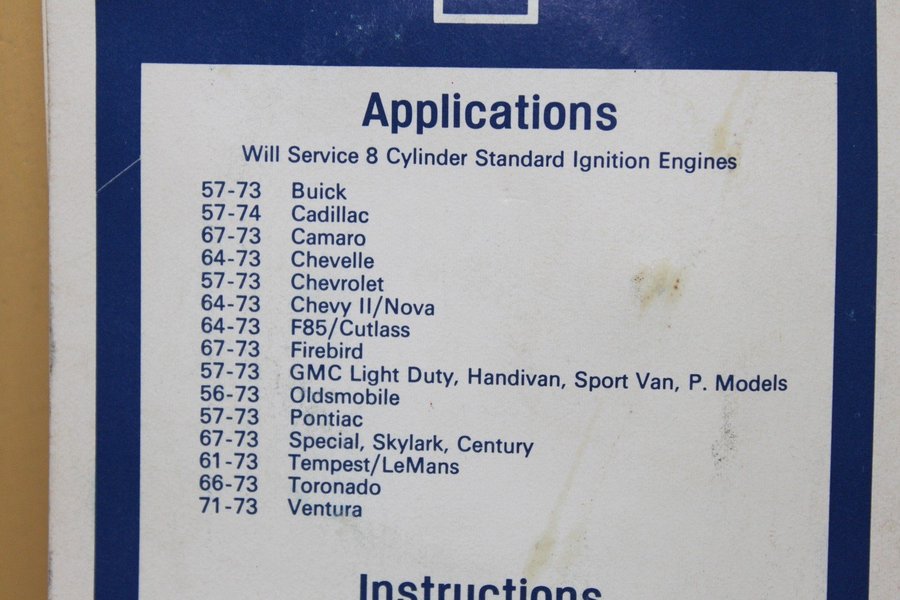 Applications
Will Service 8 Cylinder Standard Ignition Engines
57-73 Buick
57-74 Cadillac
67-73 Camaro
64-73 Chevelle
57-73 Chevrolet
64-73 Chevy II/Nova
64-73 F85/Cutlass
67-73 Firebird
57-73 GMC Light Duty, Handivan, Sport Van, P. Models
56-73 Oldsmobile
57-73 Pontiac
67-73 Special, Skylark, Century
61-73 Tempest/LeMans
66-73 Toronado
71-73 Ventura
Instructions